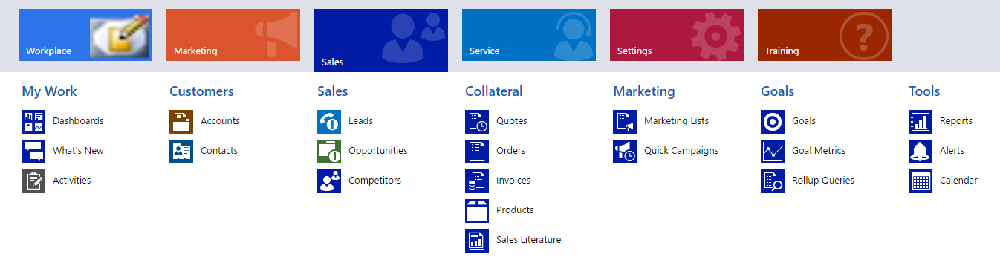 Workplace
Marketing
Sales
Service
Settings
Training
My Work
Dashboards
What's New
Activities
Customers
Accounts
Contacts
Sales
Leads
Opportunities
Competitors
Collateral
Quotes
Orders
Invoices
Products
Sales Literature
Marketing
Marketing Lists
Quick Campaigns
Goals
Goals
Goal Metrics
Rollup Queries
Tools
Reports
Alerts
Calendar